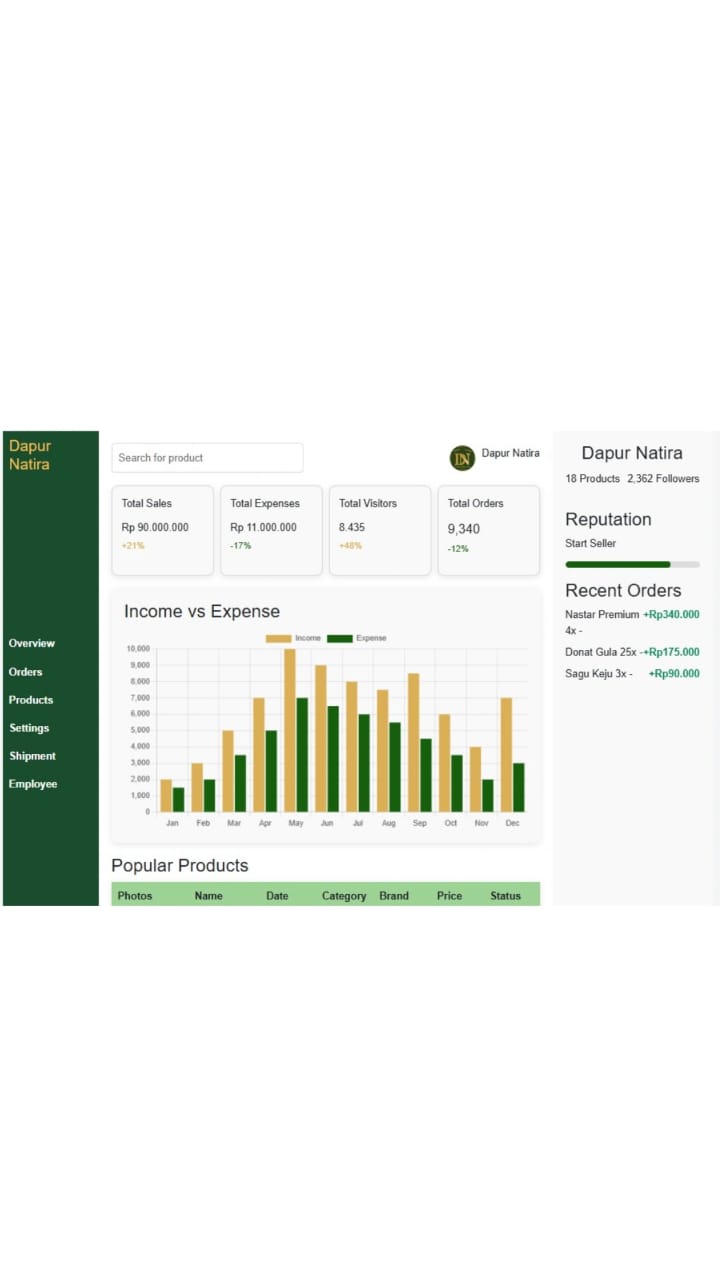 Dapur
Natira
Overview
Orders
Products
Settings
Shipment
Employee
Search for product
DN
Dapur Natira
Total Sales
Rp 90.000.000
+21%
Total Expenses
Rp 11.000.000
-17%
Total Visitors
8.435
+48%
Total Orders
9,340
-12%
Income vs Expense
Income Expense
10,000
9,000
8,000
7,000
6,000
5,000
4,000
3,000
2,000
1,000
0
Jan Feb Mar Apr May Jun Jul Aug Sep Oct Nov Dec
Popular Products
Photos Name Date Category Brand Price Status
Dapur Natira
18 Products 2,362 Followers
Reputation
Start Seller
Recent Orders
Nastar Premium +Rp340.000
4x -
Donat Gula 25x -+Rp175.000
Sagu Keju 3x - +Rp90.000